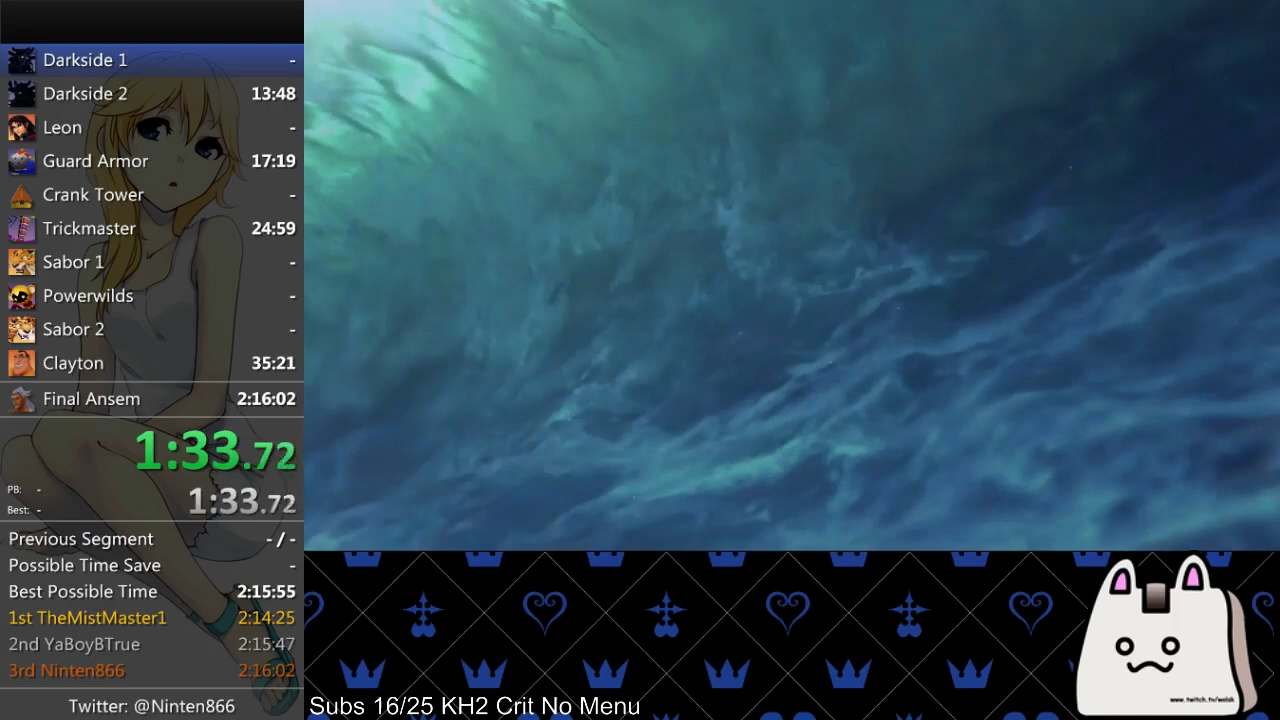 Darkside 1 -
Darkside 2 13:48
Leon -
Guard Armor 17:19
Crank Tower -
Trickmaster 24:59
Sabor 1 -
Powerwilds -
Sabor 2 -
Clayton 35:21
Final Ansem 2:16:02
1:33.72
PB: -
Best: -
1:33.72
Previous Segment - / -
Possible Time Save -
Best Possible Time 2:15:55
1st TheMistMaster1 2:14:25
2nd YaBoyBTrue 2:15:47
3rd Ninten866 2:16:02
Twitter: @Ninten866
Subs 16/25 KH2 Crit No Menu